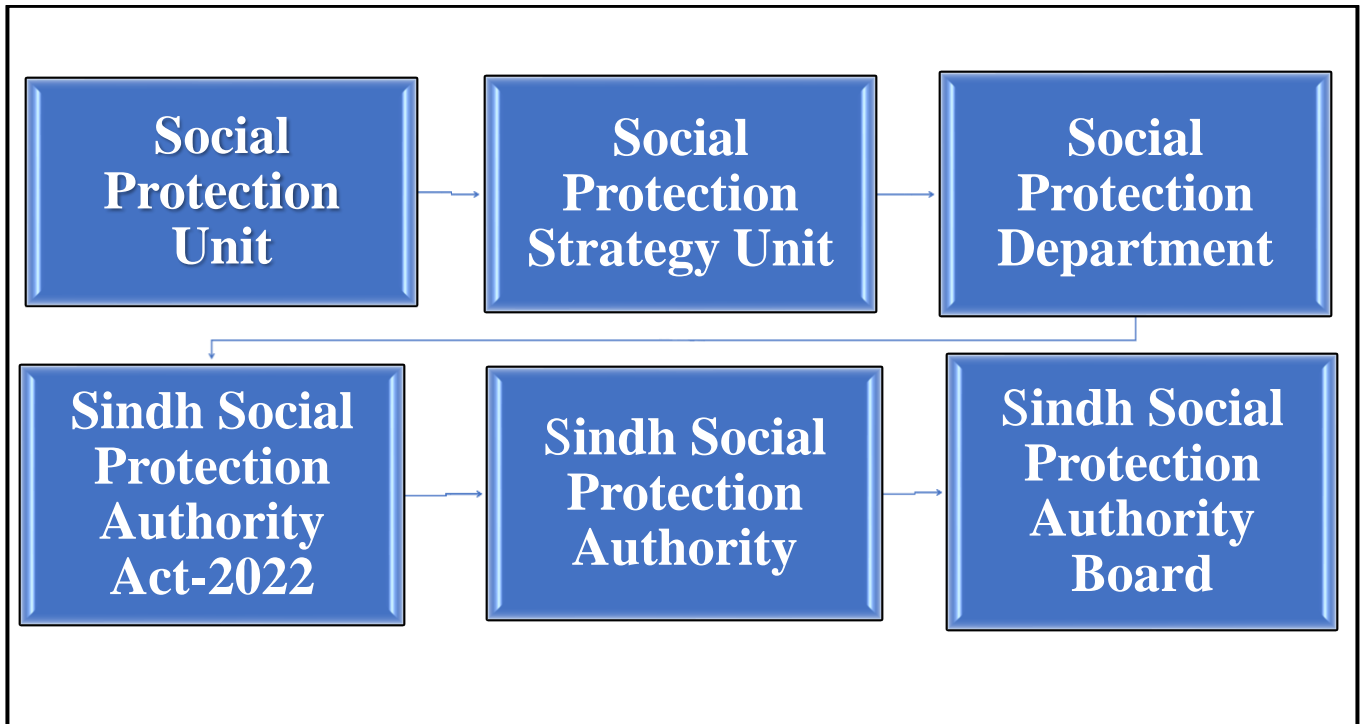 Social
Protection
Unit
Social
Protection
Strategy Unit
Social
Protection
Department
Sindh Social
Protection
Authority
Act-2022
Sindh Social
Protection
Authority
Sindh Social
Protection
Authority
Board